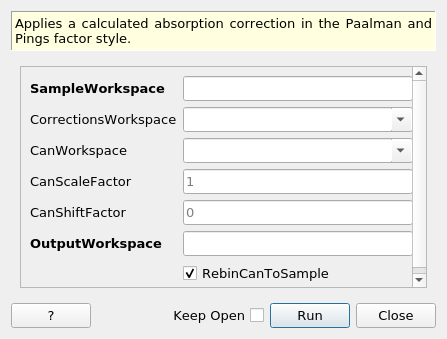 Applies a calculated absorption correction in the Paalman and
Pings factor style.
SampleWorkspace
CorrectionsWorkspace
CanWorkspace
CanScaleFactor 1
CanShiftFactor 0
OutputWorkspace
RebinCanToSample
? Keep Open Run Close